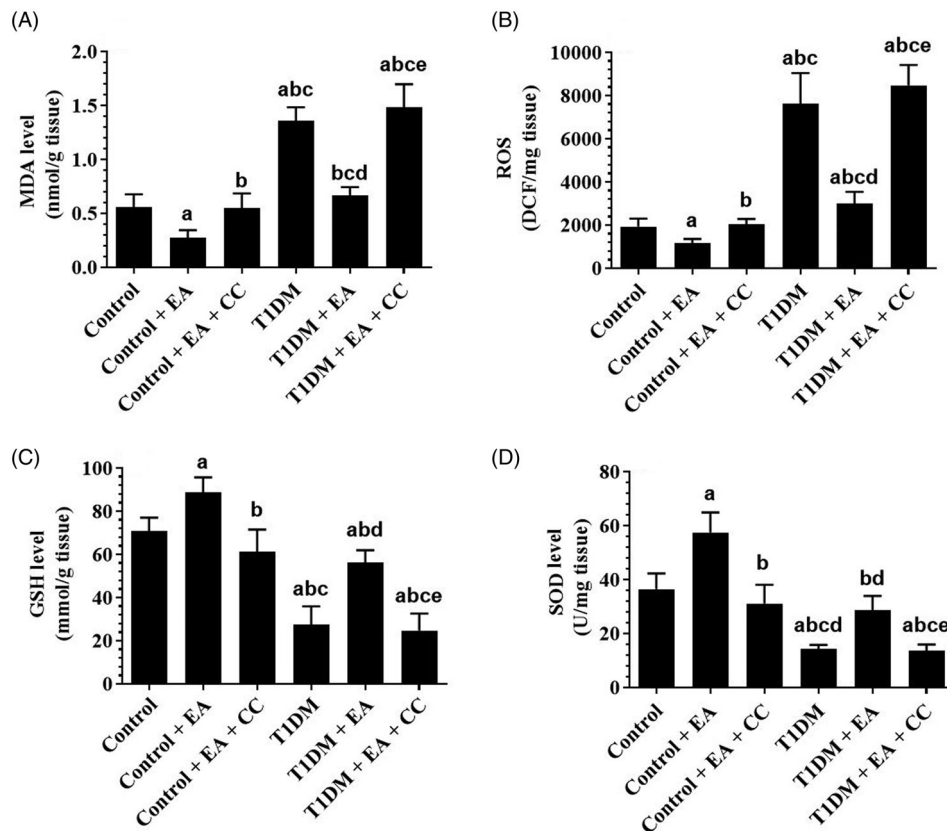 (A)
MDA level
(nmol/g tissue)
2.0
1.5
1.0
0.5
0.0
a
b
abc
bcd
abce
Control
Control + EA
Control + EA + CC
T1DM
T1DM + EA
T1DM + EA + CC
(B)
ROS
(DCF/mg tissue)
10000
8000
6000
4000
2000
0
a
b
abc
abcd
abce
Control
Control + EA
Control + EA + CC
T1DM
T1DM + EA
T1DM + EA + CC
(C)
GSH level
(mmol/g tissue)
100
80
60
40
20
0
a
b
abc
abd
abce
Control
Control + EA
Control + EA + CC
T1DM
T1DM + EA
T1DM + EA + CC
(D)
SOD level
(U/mg tissue)
80
60
40
20
0
a
b
abcd
bd
abce
Control
Control + EA
Control + EA + CC
T1DM
T1DM + EA
T1DM + EA + CC